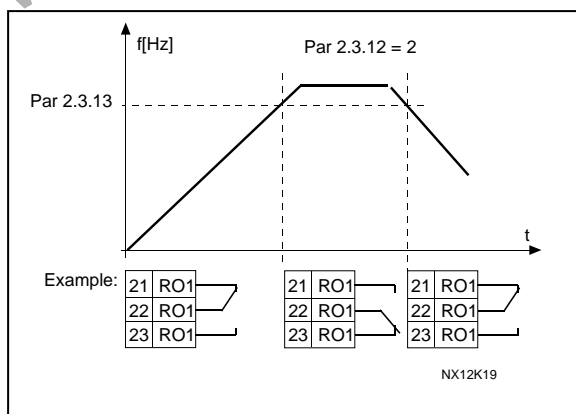 f[Hz]
Par 2.3.12 = 2
Par 2.3.13
t
Example:
21 RO1 21 RO1 21 RO1
22 RO1 22 RO1 22 RO1
23 RO1 23 RO1 23 RO1
NX12K19